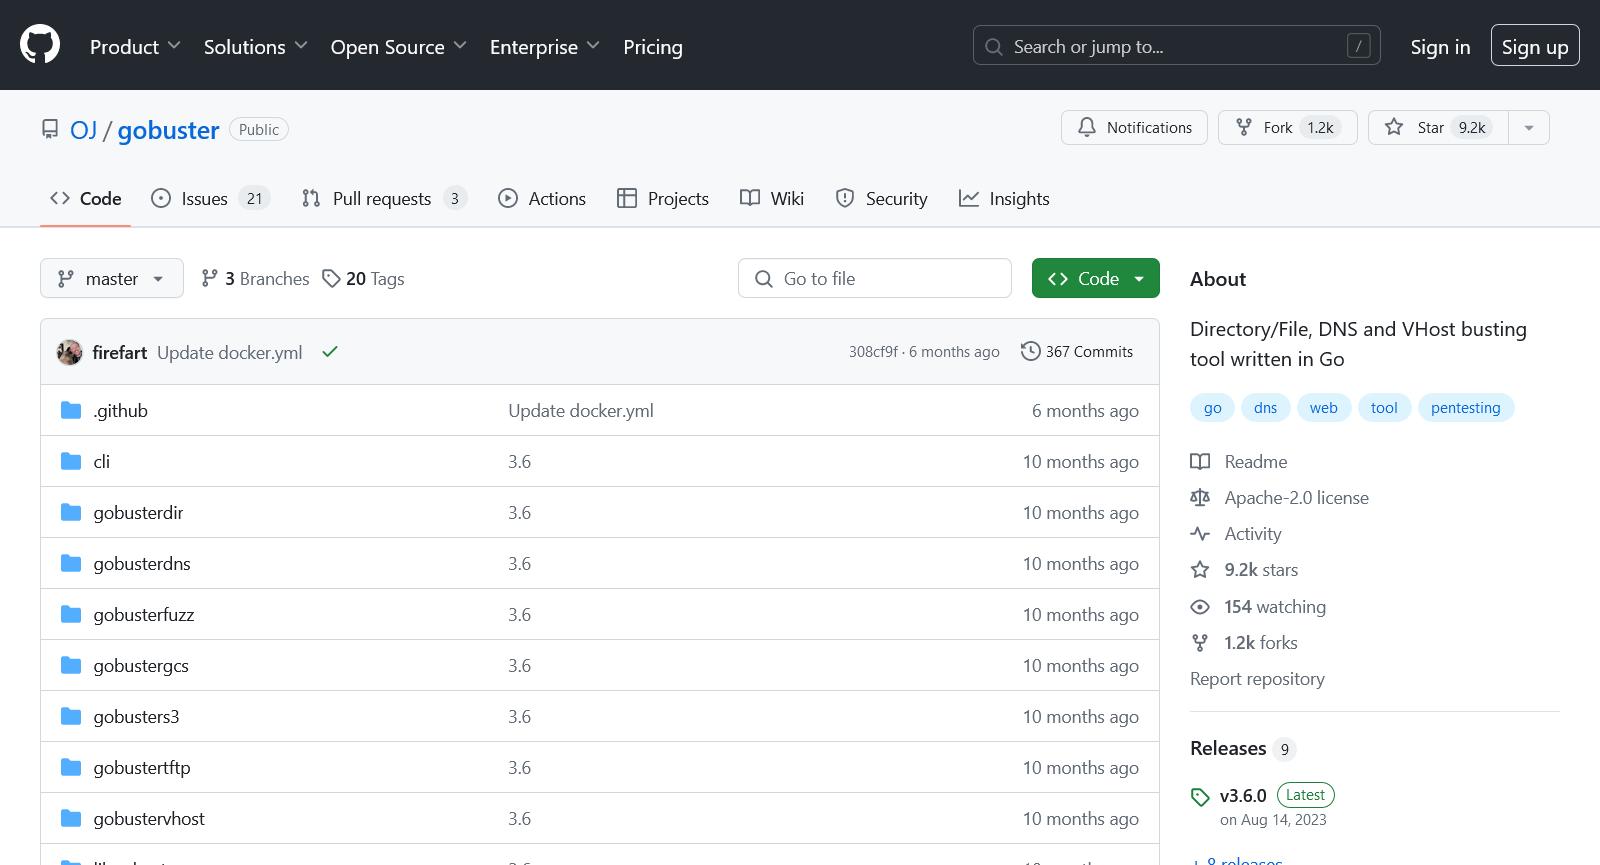 Product Solutions Open Source Enterprise Pricing Search or jump to... / Sign in Sign up
OJ / gobuster Public Notifications Fork 1.2k Star 9.2k
Code Issues 21 Pull requests 3 Actions Projects Wiki Security Insights
master 3 Branches 20 Tags Go to file Code
firefart Update docker.yml 308cf9f · 6 months ago 367 Commits
.github Update docker.yml 6 months ago
cli 3.6 10 months ago
gobusterdir 3.6 10 months ago
gobusterdns 3.6 10 months ago
gobusterfuzz 3.6 10 months ago
gobustergcs 3.6 10 months ago
gobusters3 3.6 10 months ago
gobustertftp 3.6 10 months ago
gobustervhost 3.6 10 months ago
About
Directory/File, DNS and VHost busting
tool written in Go
go dns web tool pentesting
Readme
Apache-2.0 license
Activity
9.2k stars
154 watching
1.2k forks
Report repository
Releases 9
v3.6.0 Latest
on Aug 14, 2023
+ 8 releases